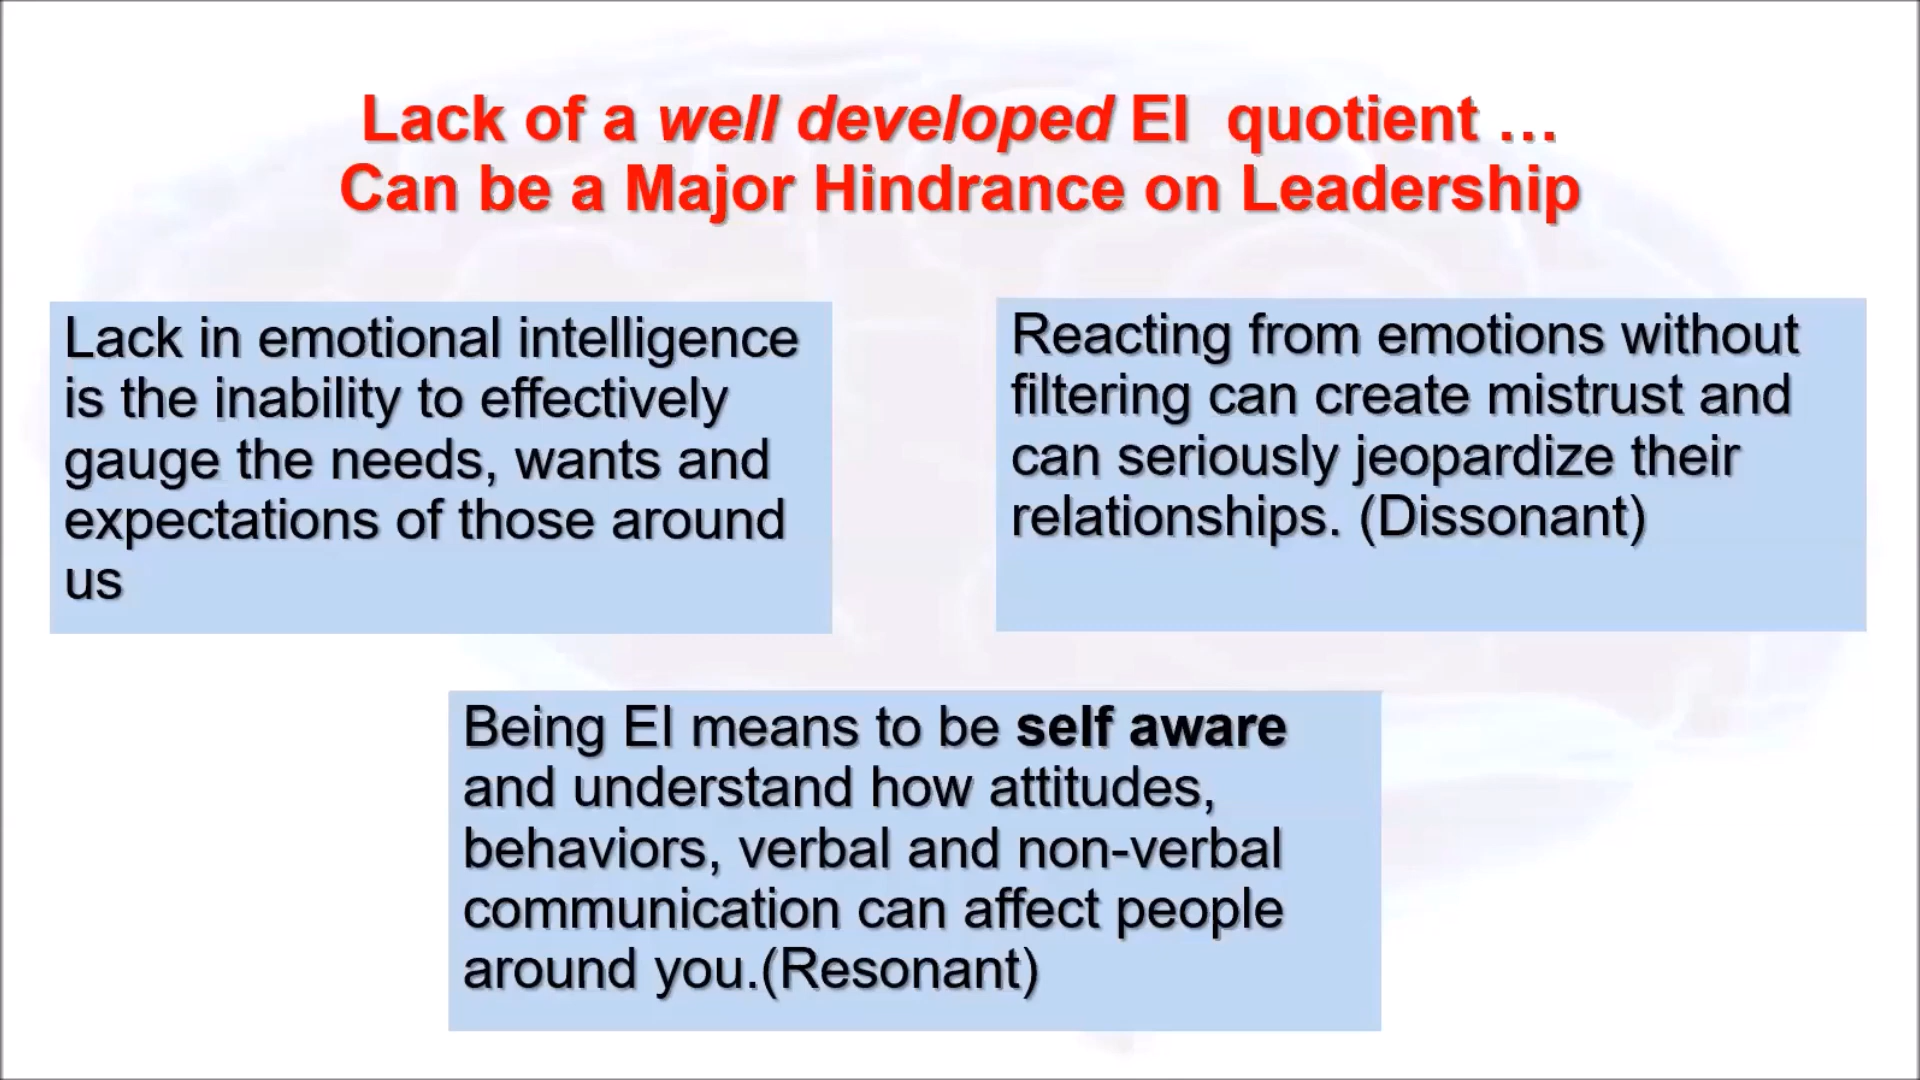 Lack of a well developed EI  quotient …
Can be a Major Hindrance on Leadership
Lack in emotional intelligence
is the inability to effectively
gauge the needs, wants and
expectations of those around
us
Reacting from emotions without
filtering can create mistrust and
can seriously jeopardize their
relationships. (Dissonant)
Being EI means to be self aware
and understand how attitudes,
behaviors, verbal and non-verbal
communication can affect people
around you.(Resonant)